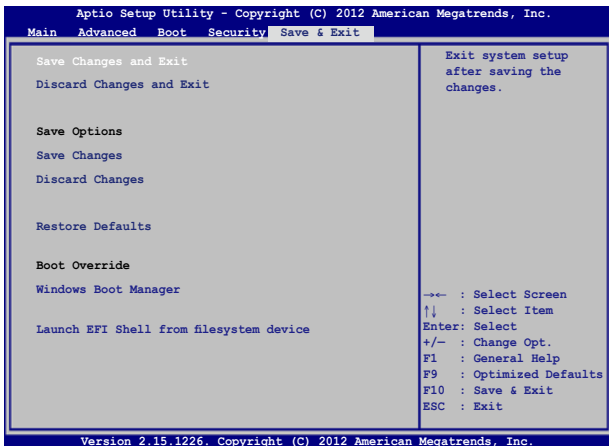 Aptio Setup Utility - Copyright (C) 2012 American Megatrends, Inc.
Main Advanced Boot Security Save & Exit
Save Changes and Exit
Discard Changes and Exit
Save Options
Save Changes
Discard Changes
Restore Defaults
Boot Override
Windows Boot Manager
Launch EFI Shell from filesystem device
Exit system setup
after saving the
changes.
→← : Select Screen
↑↓ : Select Item
Enter: Select
+/— : Change Opt.
F1 : General Help
F9 : Optimized Defaults
F10 : Save & Exit
ESC : Exit
Version 2.15.1226. Copyright (C) 2012 American Megatrends, Inc.